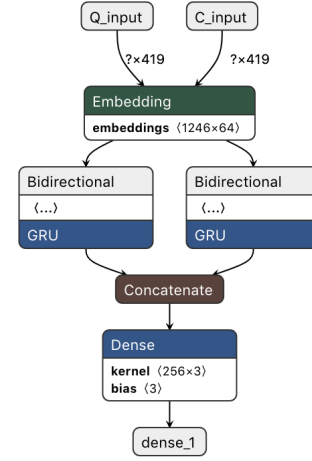 Q_input C_input
?×419 ?×419
Embedding
embeddings ⟨1246×64⟩
Bidirectional Bidirectional
⟨...⟩ ⟨...⟩
GRU GRU
Concatenate
Dense
kernel ⟨256×3⟩
bias ⟨3⟩
dense_1